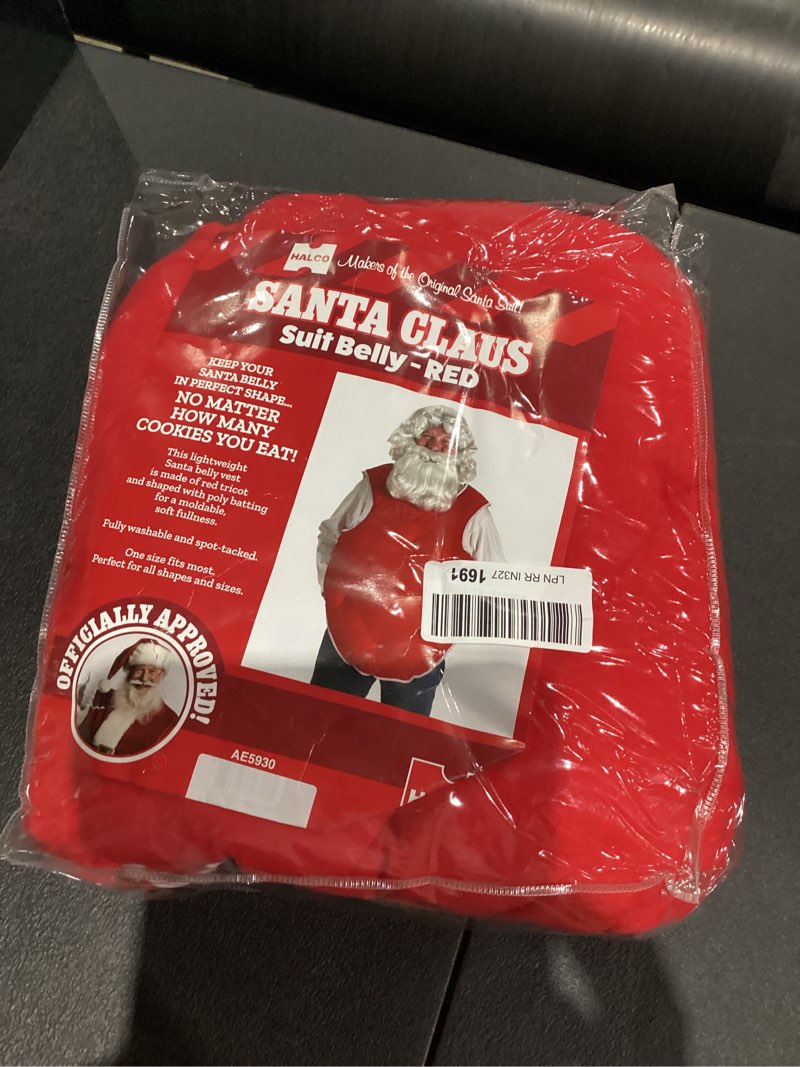 HALCO
Makers of the Original Santa Suit!
SANTA CLAUS
Suit Belly - RED
KEEP YOUR
SANTA BELLY
IN PERFECT SHAPE...
NO MATTER
HOW MANY
COOKIES YOU EAT!
This lightweight
Santa belly vest
is made of red tricot
and shaped with poly batting
for a moldable,
soft fullness.
Fully washable and spot-tacked.
One size fits most.
Perfect for all shapes and sizes.
LPN RR IN327 1691
OFFICIALLY APPROVED!
AE5930
H